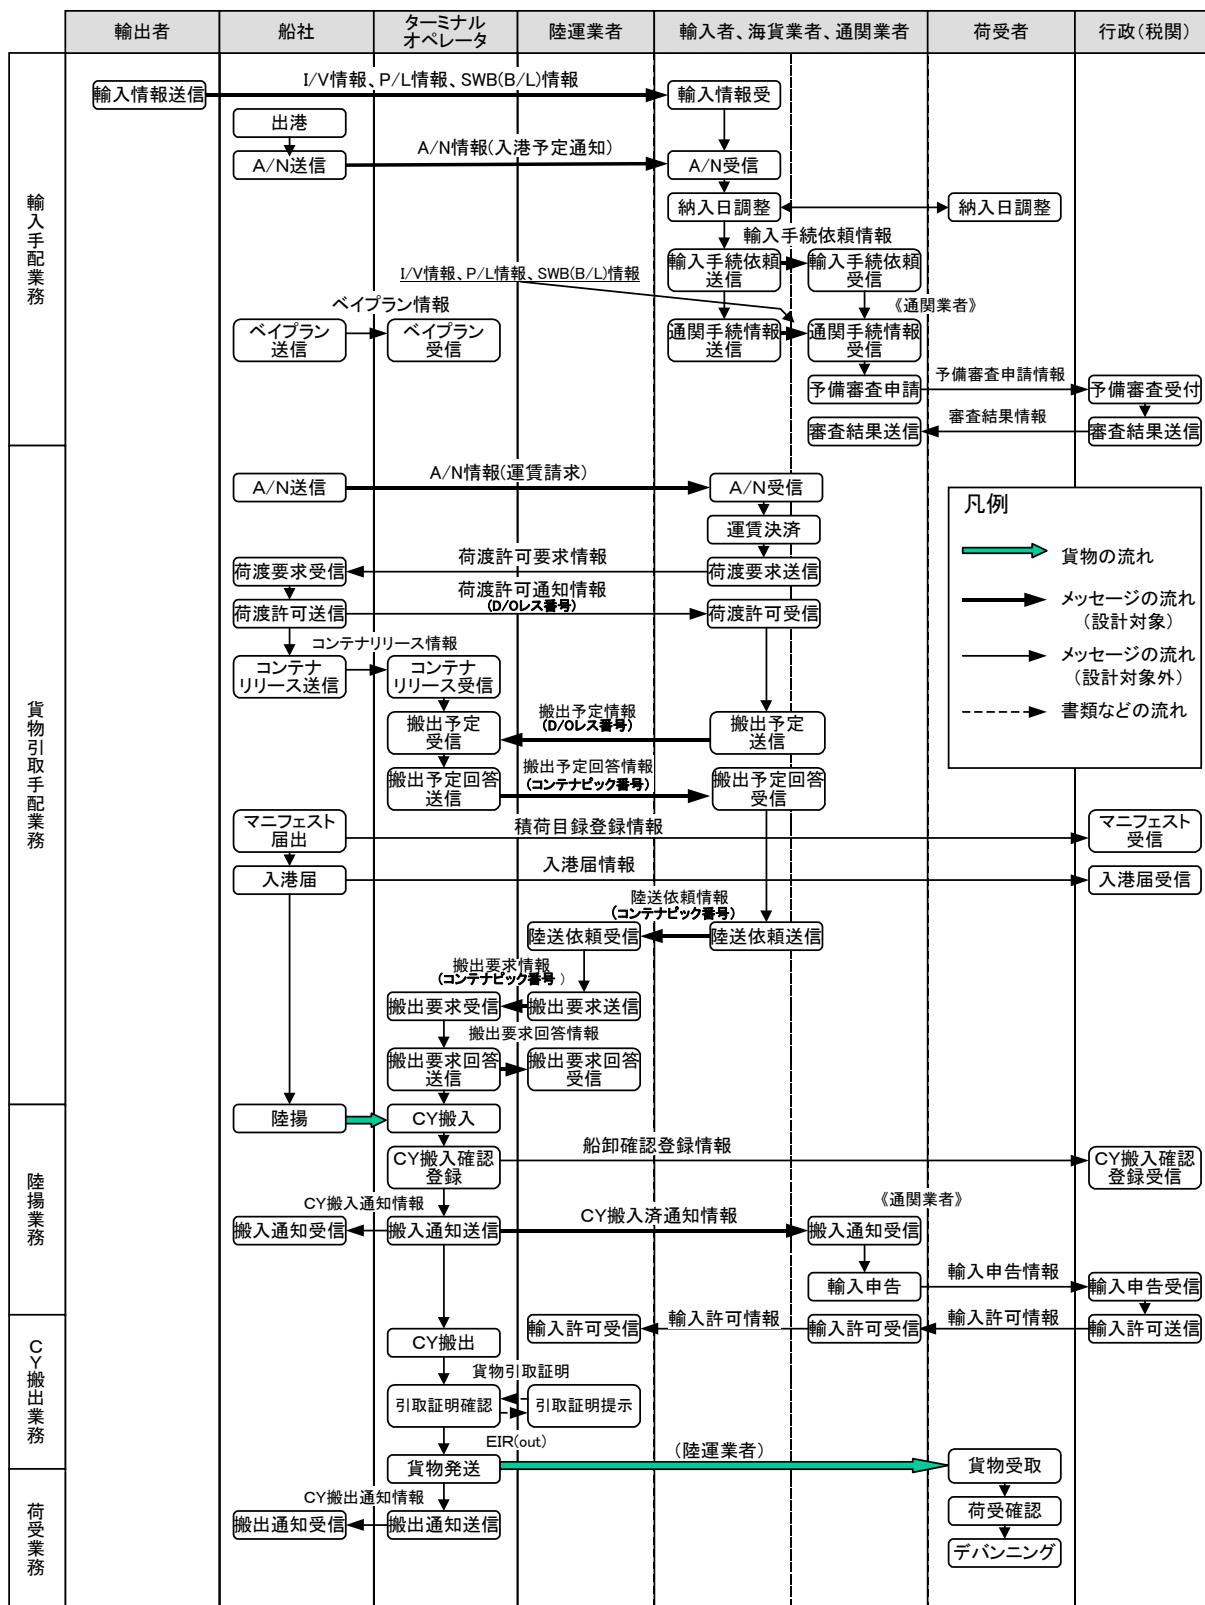 輸出者
船社
ターミナル
オペレータ
陸運業者
輸入者、海貨業者、通関業者
荷受者
行政(税関)
輸入手配業務
輸入情報送信
I/V情報、P/L情報、SWB(B/L)情報
輸入情報受
出港
A/N送信
A/N情報(入港予定通知)
A/N受信
納入日調整
納入日調整
輸入手続依頼情報
輸入手続依頼
送信
輸入手続依頼
受信
I/V情報、P/L情報、SWB(B/L)情報
《通関業者》
ベイプラン情報
ベイプラン
送信
ベイプラン
受信
通関手続情報
送信
通関手続情報
受信
予備審査申請
予備審査申請情報
予備審査受付
審査結果送信
審査結果情報
審査結果送信
貨物引取手配業務
A/N送信
A/N情報(運賃請求)
A/N受信
運賃決済
荷渡要求受信
荷渡許可要求情報
荷渡要求送信
荷渡許可送信
荷渡許可通知情報
(D/Oレス番号)
荷渡許可受信
コンテナリリース情報
コンテナ
リリース送信
コンテナ
リリース受信
搬出予定
受信
搬出予定情報
(D/Oレス番号)
搬出予定
送信
搬出予定回答
送信
搬出予定回答情報
(コンテナピック番号)
搬出予定回答
受信
凡例
貨物の流れ
メッセージの流れ
(設計対象)
メッセージの流れ
(設計対象外)
書類などの流れ
マニフェスト
届出
積荷目録登録情報
マニフェスト
受信
入港届
入港届情報
入港届受信
陸送依頼情報
(コンテナピック番号)
陸送依頼受信
陸送依頼送信
搬出要求情報
(コンテナピック番号 )
搬出要求受信
搬出要求送信
搬出要求回答情報
搬出要求回答
送信
搬出要求回答
受信
陸揚業務
陸揚
CY搬入
CY搬入確認
登録
船卸確認登録情報
CY搬入確認
登録受信
CY搬入通知情報
搬入通知受信
搬入通知送信
CY搬入済通知情報
《通関業者》
搬入通知受信
輸入申告
輸入申告情報
輸入申告受信
CY搬出業務
輸入許可受信
輸入許可情報
輸入許可受信
輸入許可情報
輸入許可送信
CY搬出
貨物引取証明
引取証明確認
引取証明提示
EIR(out)
貨物発送
(陸運業者)
貨物受取
荷受業務
CY搬出通知情報
搬出通知受信
搬出通知送信
荷受確認
デバンニング